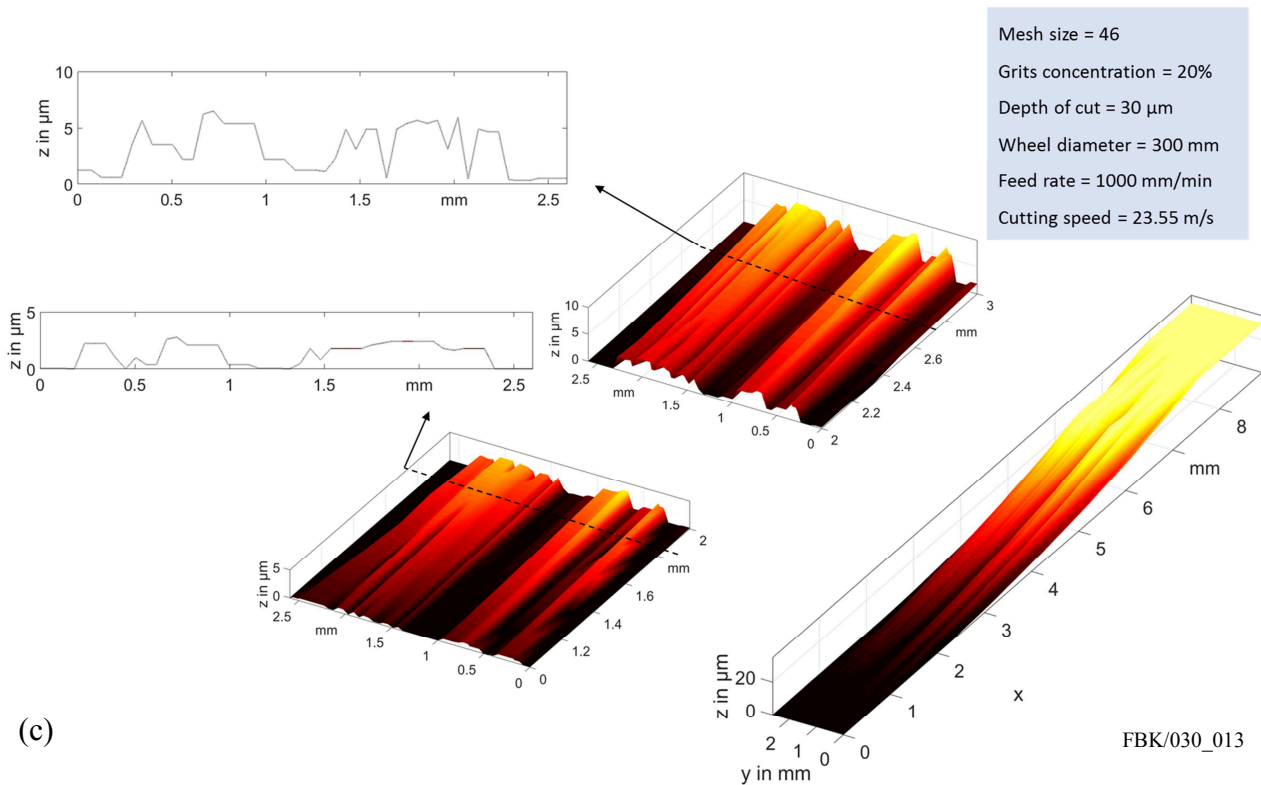 Mesh size = 46
Grits concentration = 20%
Depth of cut = 30 µm
Wheel diameter = 300 mm
Feed rate = 1000 mm/min
Cutting speed = 23.55 m/s
z in µm
10
5
0
0 0.5 1 1.5 mm 2.5
z in µm
5
0
0 0.5 1 1.5 mm 2.5
z in µm
10
5
0
2.5
mm
1.5
1
0.5
0
2
2.2
2.4
2.6
mm
3
z in µm
5
0
2.5
mm
1.5
1
0.5
0
0
1.2
1.4
1.6
mm
2
z in µm
20
0
2
1
0
y in mm
0
1
2
3
4
5
6
mm
8
x
(c)
FBK/030_013